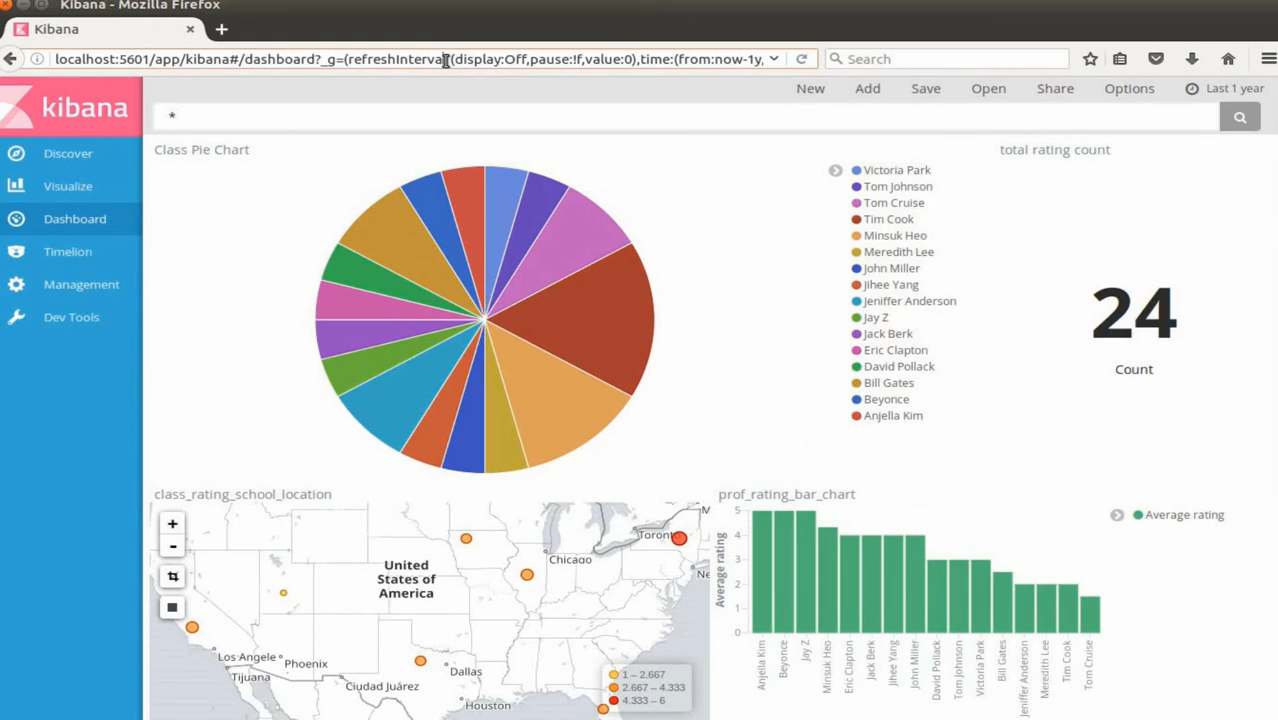 Kibana - Mozilla Firefox
Kibana
localhost:5601/app/kibana#/dashboard?_g=(refreshInterval:(display:Off,pause:!f,value:0),time:(from:now-1y,
Search
kibana
New Add Save Open Share Options Last 1 year
*
Discover
Visualize
Dashboard
Timelion
Management
Dev Tools
Class Pie Chart
Victoria Park
Tom Johnson
Tom Cruise
Tim Cook
Minsuk Heo
Meredith Lee
John Miller
Jihee Yang
Jeniffer Anderson
Jay Z
Jack Berk
Eric Clapton
David Pollack
Bill Gates
Beyonce
Anjella Kim
total rating count
24
Count
class_rating_school_location
+
-
United
States of
America
Chicago
Toronto
Los Angeles
Phoenix
Tijuana
Dallas
Ciudad Juárez
Houston
1 – 2.667
2.667 – 4.333
4.333 – 6
prof_rating_bar_chart
Average rating
5
4
3
2
1
0
Average rating
Anjella Kim
Beyonce
Jay Z
Minsuk Heo
Eric Clapton
Jack Berk
Jihee Yang
John Miller
David Pollack
Tom Johnson
Victoria Park
Bill Gates
Jeniffer Anderson
Meredith Lee
Tim Cook
Tom Cruise